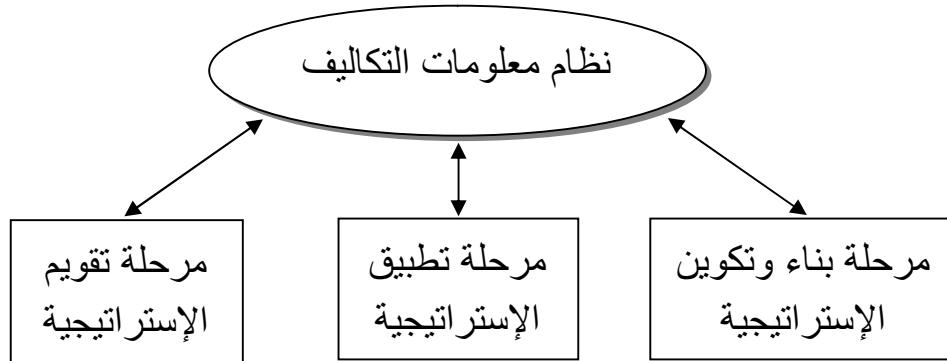 نظام معلومات التكاليف
مرحلة بناء وتكوين
الإستراتيجية
مرحلة تطبيق
الإستراتيجية
مرحلة تقويم
الإستراتيجية